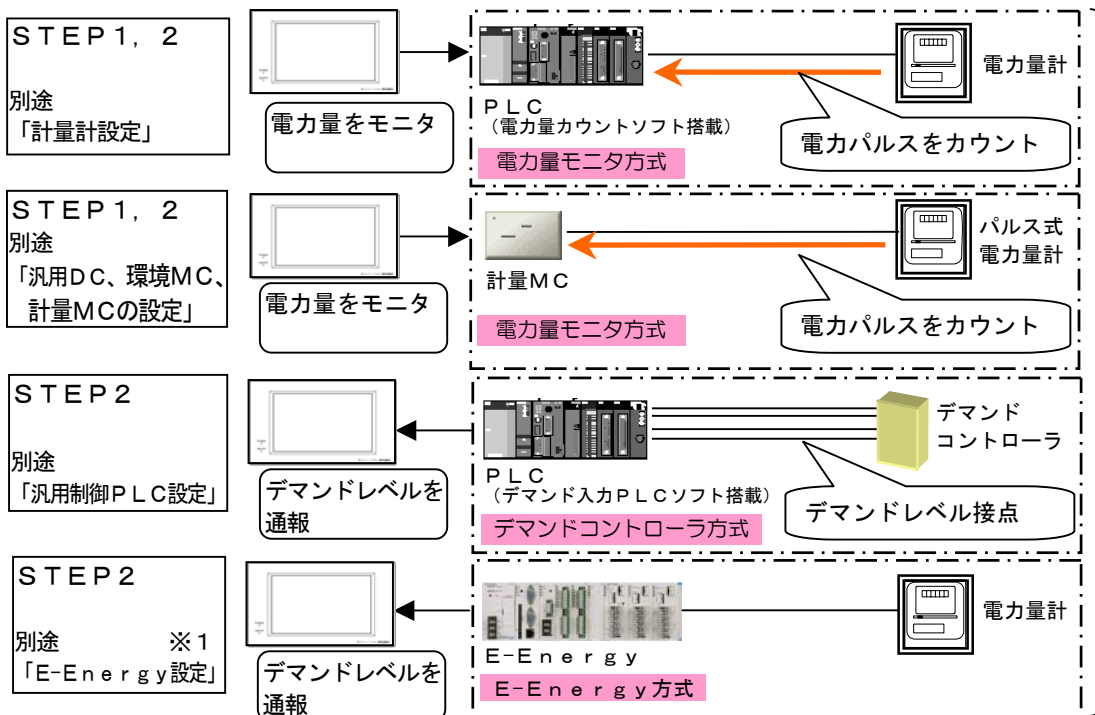 ＳＴＥＰ１，２
別途
「計量計設定」
電力量をモニタ
ＰＬＣ
（電力量カウントソフト搭載）
電力量モニタ方式
電力量計
電力パルスをカウント
ＳＴＥＰ１，２
別途
「汎用ＤＣ、環境ＭＣ、
計量ＭＣの設定」
電力量をモニタ
計量ＭＣ
電力量モニタ方式
パルス式
電力量計
電力パルスをカウント
ＳＴＥＰ２
別途
「汎用制御ＰＬＣ設定」
デマンドレベルを
通報
ＰＬＣ
（デマンド入力ＰＬＣソフト搭載）
デマンドコントローラ方式
デマンド
コントローラ
デマンドレベル接点
ＳＴＥＰ２
別途　※１
「Ｅ−Ｅｎｅｒｇｙ設定」
デマンドレベルを
通報
Ｅ−Ｅｎｅｒｇｙ
Ｅ−Ｅｎｅｒｇｙ方式
電力量計